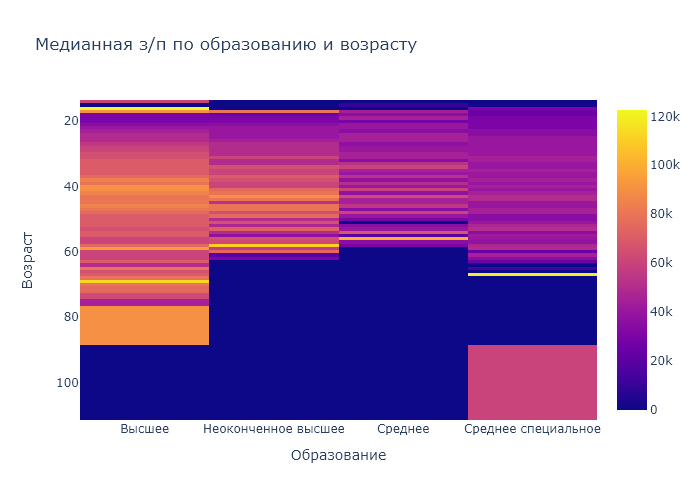 Медианная з/п по образованию и возрасту
120k
100k
80k
60k
40k
20k
0
20
40
60
80
100
Возраст
Высшее
Неоконченное высшее
Среднее
Среднее специальное
Образование